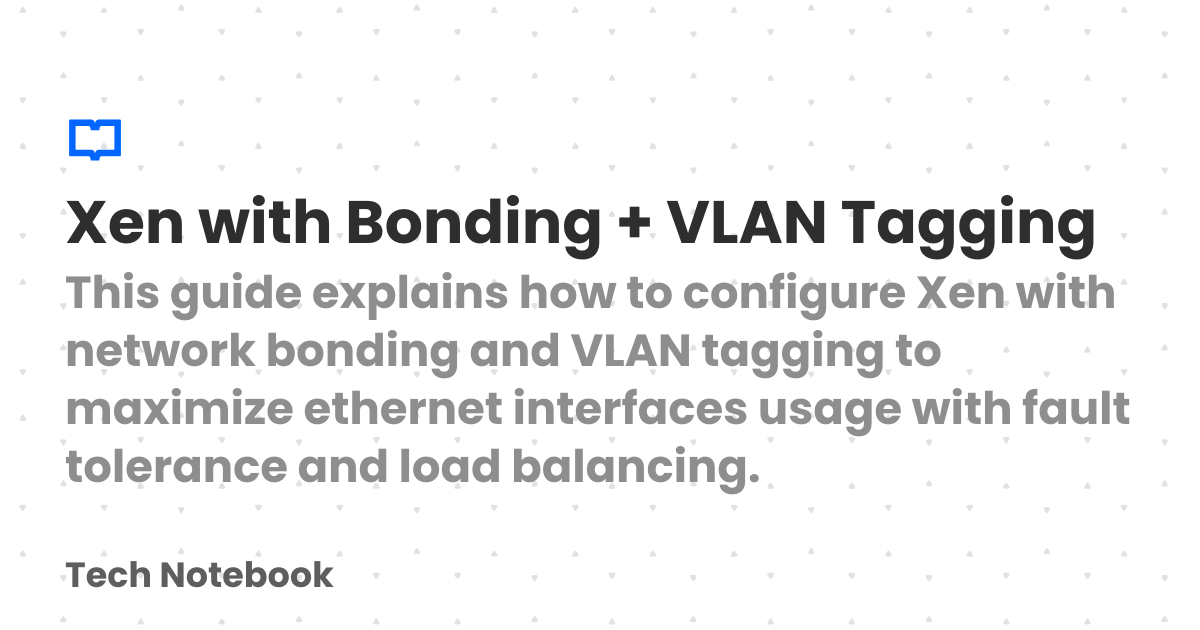 Xen with Bonding + VLAN Tagging
This guide explains how to configure Xen with
network bonding and VLAN tagging to
maximize ethernet interfaces usage with fault
tolerance and load balancing.
Tech Notebook